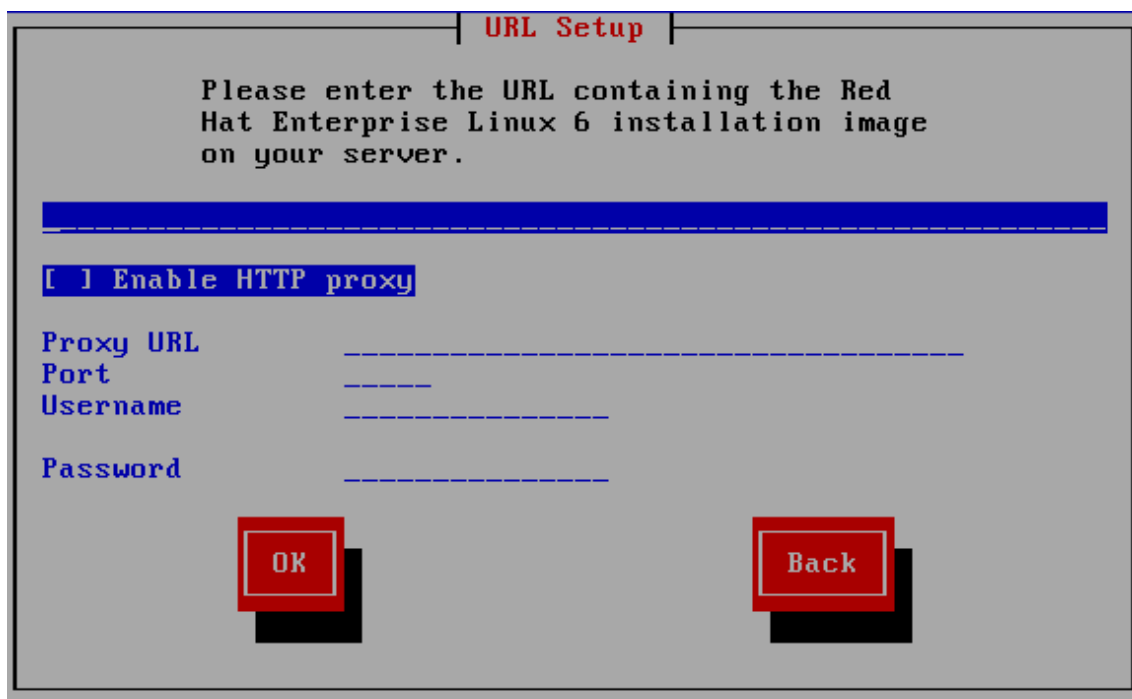 URL Setup
Please enter the URL containing the Red
Hat Enterprise Linux 6 installation image
on your server.
[ ] Enable HTTP proxy
Proxy URL
Port
Username
Password
OK
Back